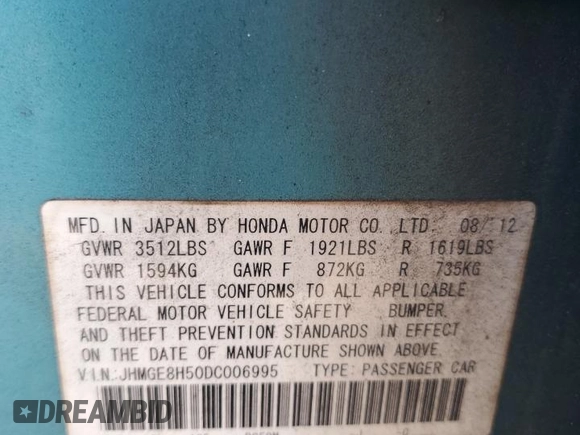 MFD. IN JAPAN BY HONDA MOTOR CO. LTD. 08/12
GVWR 3512LBS GAWR F 1921LBS R 1619LBS
GVWR 1594KG GAWR F 872KG R 735KG
THIS VEHICLE CONFORMS TO ALL APPLICABLE
FEDERAL MOTOR VEHICLE SAFETY BUMPER,
AND THEFT PREVENTION STANDARDS IN EFFECT
ON THE DATE OF MANUFACTURE SHOWN ABOVE.
V.I.N: JHMGE8H50DC006995 TYPE: PASSENGER CAR
DREAMBID